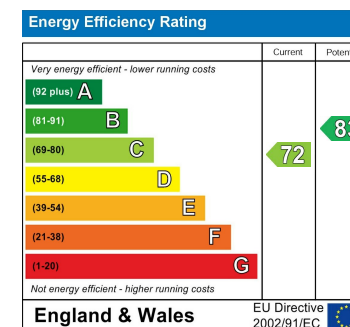 Energy Efficiency Rating
Current
Very energy efficient - lower running costs
(92 plus) A
(81-91) B
(69-80) C
(55-68) D
(39-54) E
(21-38) F
(1-20) G
72
Not energy efficient - higher running costs
England & Wales
EU Directive
2002/91/EC